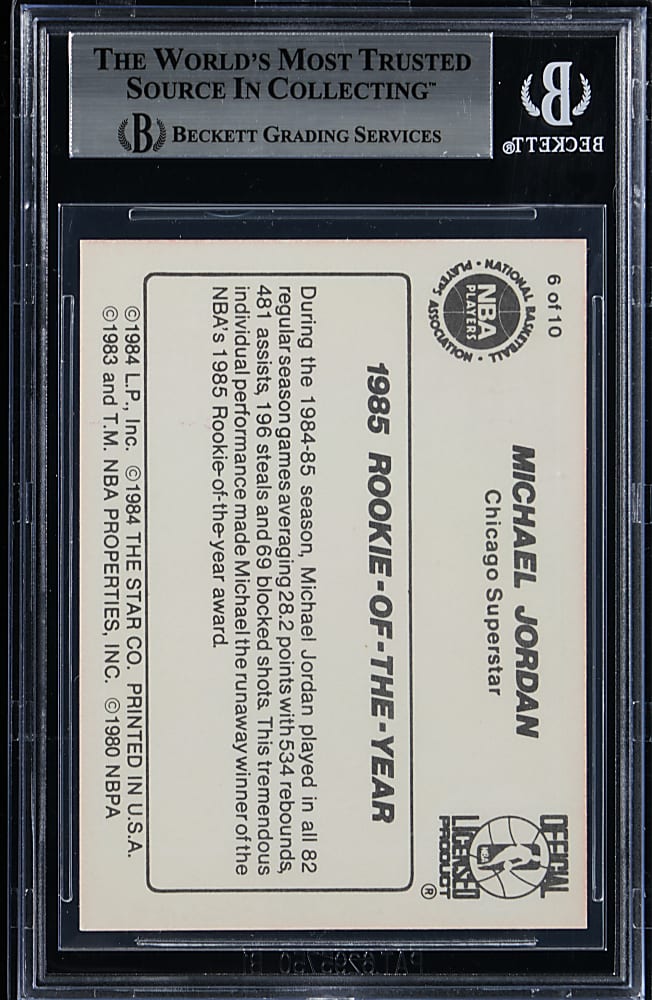 THE WORLD'S MOST TRUSTED
SOURCE IN COLLECTING™
B BECKETT GRADING SERVICES
B
BECKETT®
6 of 10
NATIONAL BASKETBALL
PLAYERS ASSOCIATION
NBA
PLAYERS
MICHAEL JORDAN
Chicago Superstar
OFFICIAL
NBA
LICENSED
PRODUCT
®
1985 ROOKIE-OF-THE-YEAR
During the 1984-85 season, Michael Jordan played in all 82
regular season games averaging 28.2 points with 534 rebounds,
481 assists, 196 steals and 69 blocked shots. This tremendous
individual performance made Michael the runaway winner of the
NBA's 1985 Rookie-of-the-year award.
©1984 L.P., Inc. ©1984 THE STAR CO. PRINTED IN U.S.A.
©1983 and T.M. NBA PROPERTIES, INC. ©1980 NBPA